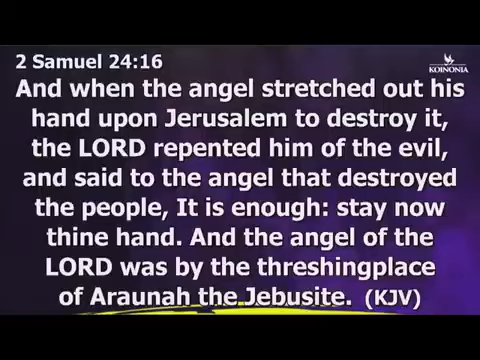 2 Samuel 24:16
KOINONIA
And when the angel stretched out his
hand upon Jerusalem to destroy it,
the LORD repented him of the evil,
and said to the angel that destroyed
the people, It is enough: stay now
thine hand. And the angel of the
LORD was by the threshingplace
of Araunah the Jebusite. (KJV)